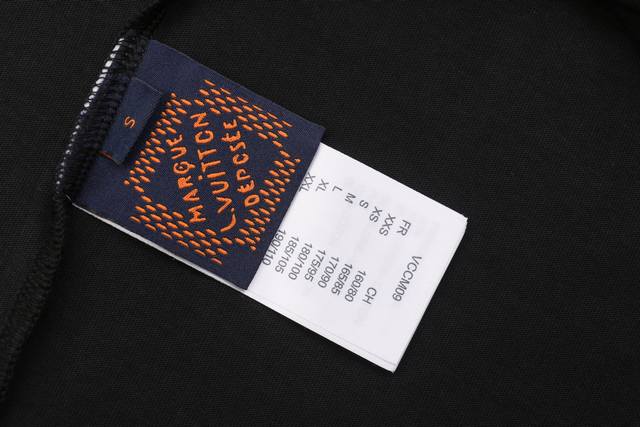 S
MARQUE
L.VUITTON
DÉPOSÉE
VCCM09
FR CH
XXS 160/80
XS 165/85
S 170/90
M 175/95
L 180/100
XL 185/105
XXL 190/110